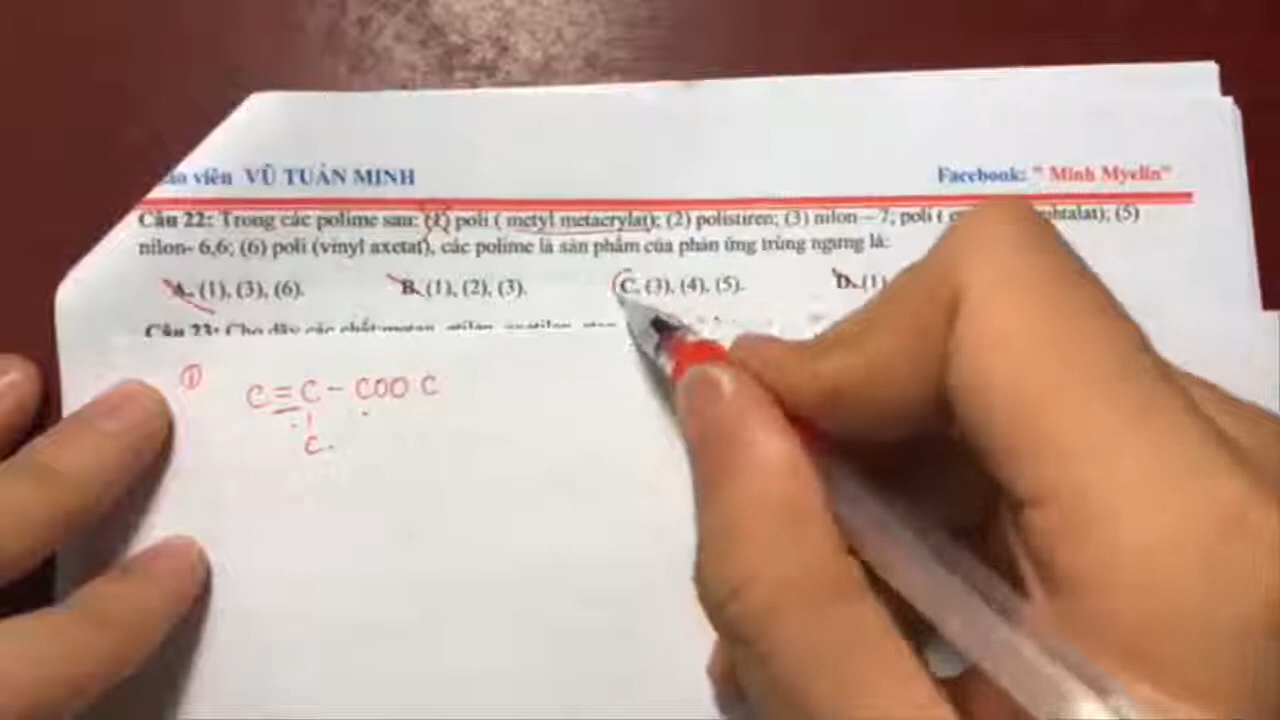 viên VŨ TUẤN MINH
Facebook: " Minh Myelin"
Câu 22: Trong các polime sau: (1) poli ( metyl metacrylat); (2) polistiren; (3) nilon – 7; poli ( (5)
nilon- 6,6; (6) poli (vinyl axetat), các polime là sản phẩm của phản ứng trùng ngưng là:
A. (1), (3), (6). B. (1), (2), (3). C. (3), (4), (5). D. (1)
Câu 23: Cho dãy các chất: metan, etilen, axetilen,
① C = C - COO C
C